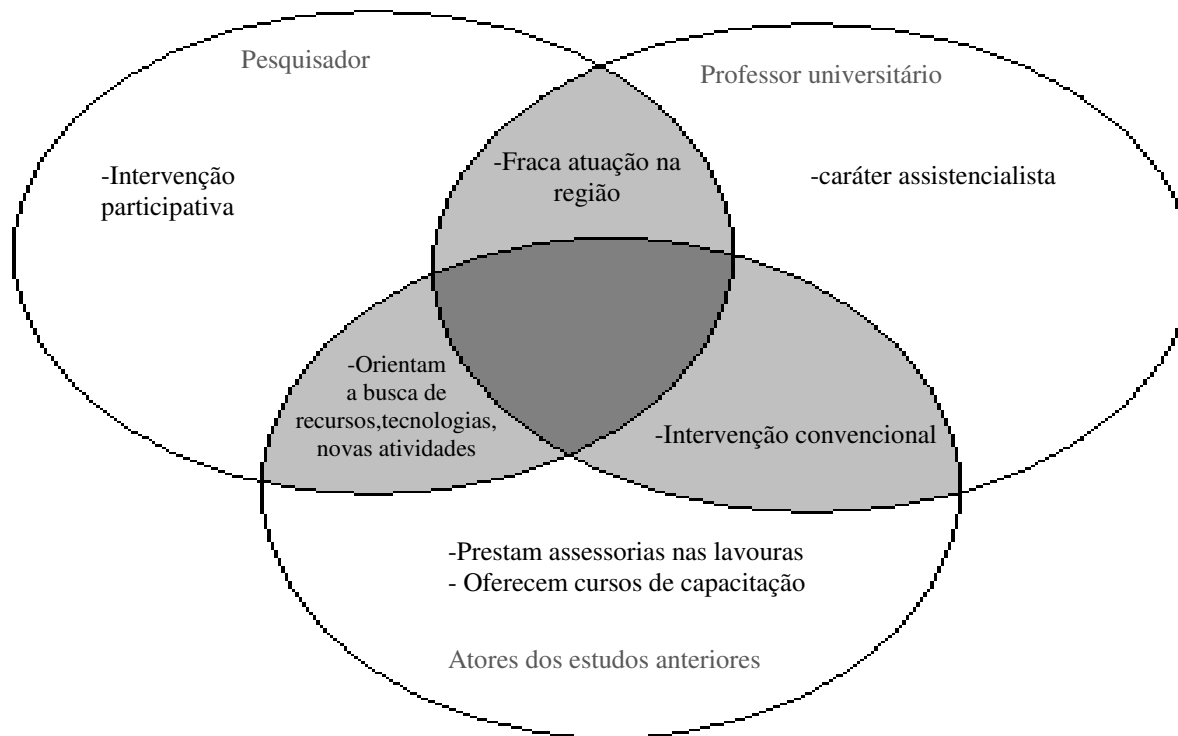 Pesquisador
Professor universitário
-Intervenção
participativa
-Fraca atuação na
região
-caráter assistencialista
-Orientam
a busca de
recursos,tecnologias,
novas atividades
-Intervenção convencional
-Prestam assessorias nas lavouras
- Oferecem cursos de capacitação
Atores dos estudos anteriores